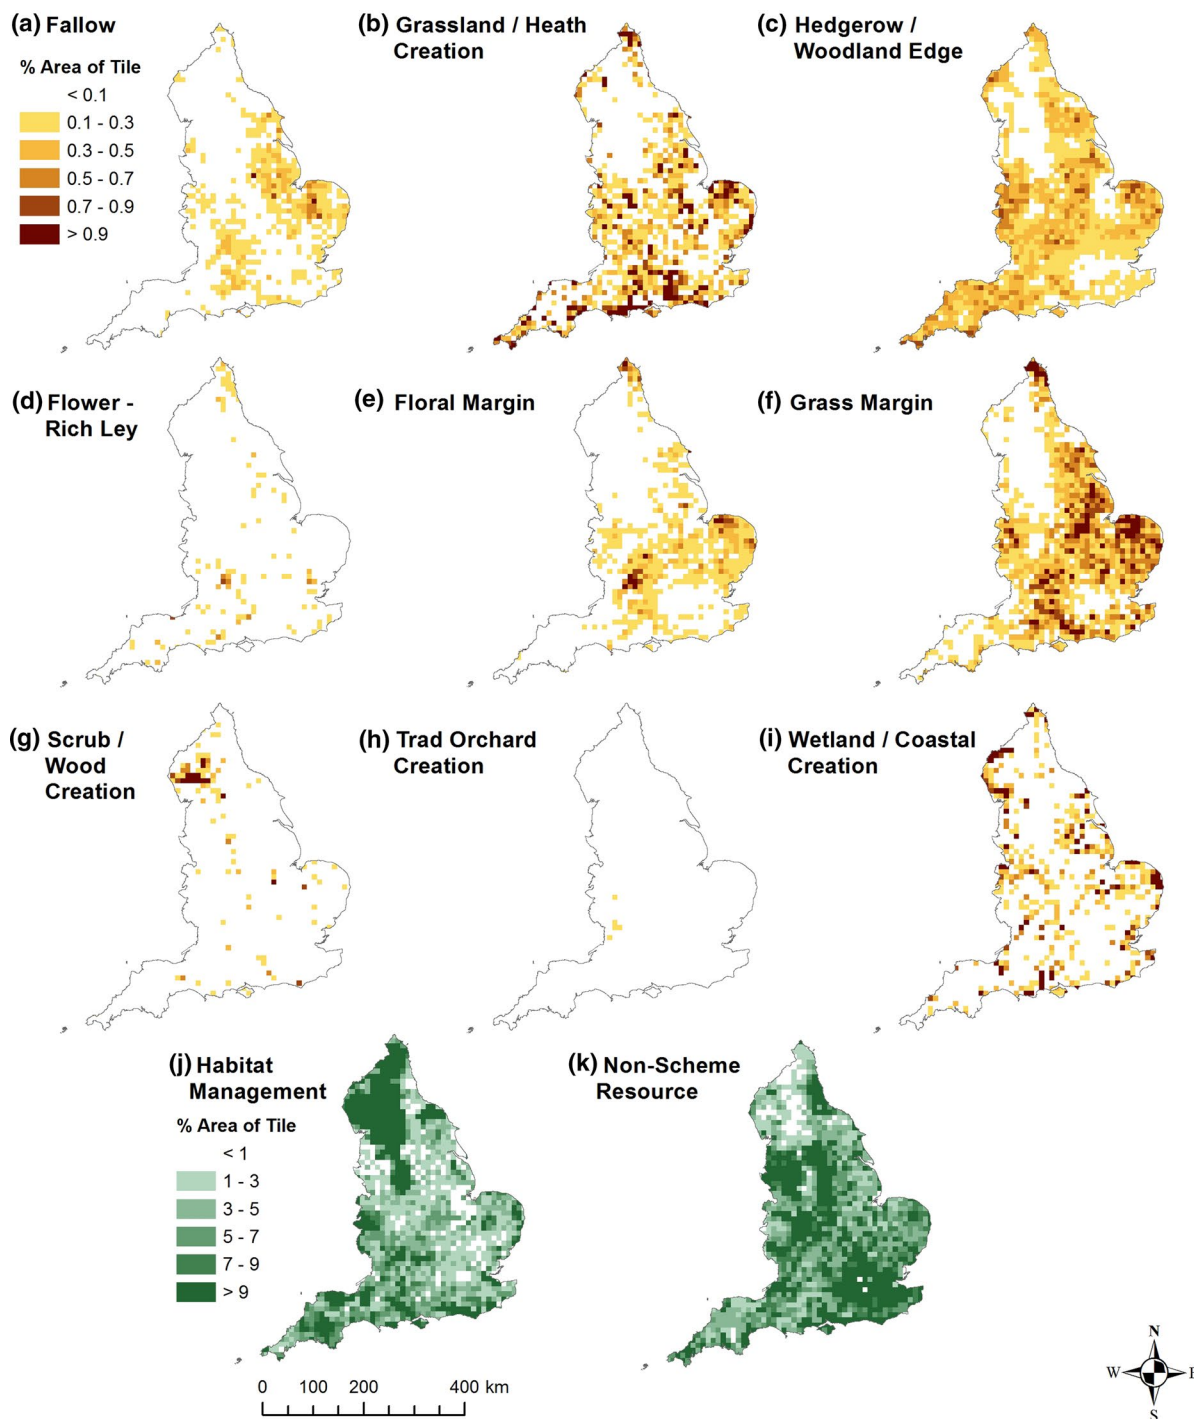 (a) Fallow
% Area of Tile
< 0.1
0.1 - 0.3
0.3 - 0.5
0.5 - 0.7
0.7 - 0.9
> 0.9
(b) Grassland / Heath
Creation
(c) Hedgerow /
Woodland Edge
(d) Flower -
Rich Ley
(e) Floral Margin
(f) Grass Margin
(g) Scrub /
Wood
Creation
(h) Trad Orchard
Creation
(i) Wetland / Coastal
Creation
(j) Habitat
Management
% Area of Tile
< 1
1 - 3
3 - 5
5 - 7
7 - 9
> 9
(k) Non-Scheme
Resource
0 100 200 400 km
N
W E
S